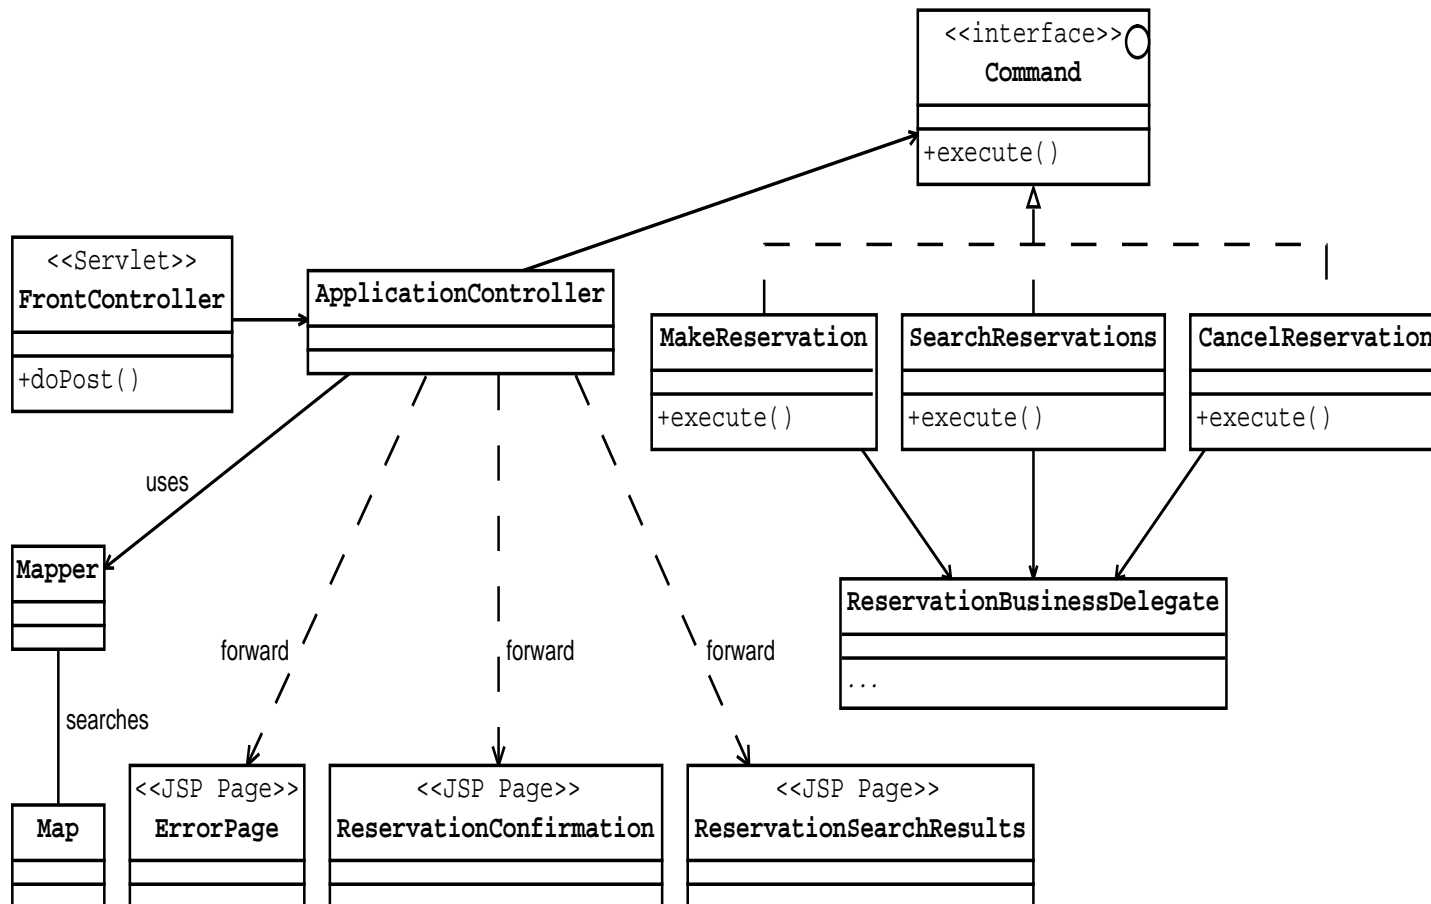 <<interface>>
Command
+execute()
<<Servlet>>
FrontController
+doPost()
ApplicationController
MakeReservation
+execute()
SearchReservations
+execute()
CancelReservation
+execute()
uses
Mapper
ReservationBusinessDelegate
...
forward
forward
forward
searches
Map
<<JSP Page>>
ErrorPage
<<JSP Page>>
ReservationConfirmation
<<JSP Page>>
ReservationSearchResults